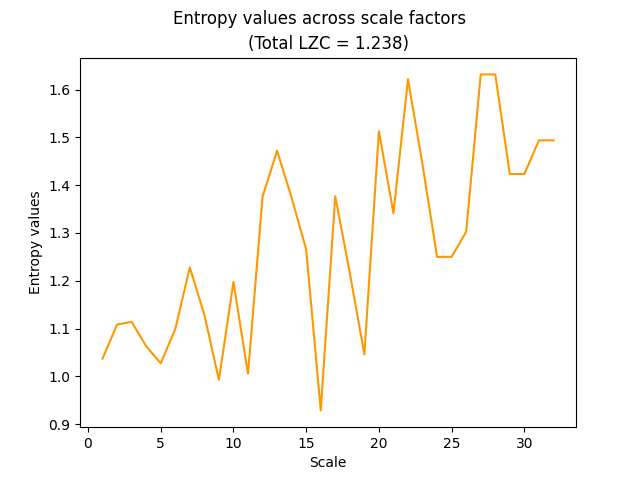 Entropy values across scale factors
(Total LZC = 1.238)
Entropy values
1.6
1.5
1.4
1.3
1.2
1.1
1.0
0.9
0 5 10 15 20 25 30
Scale